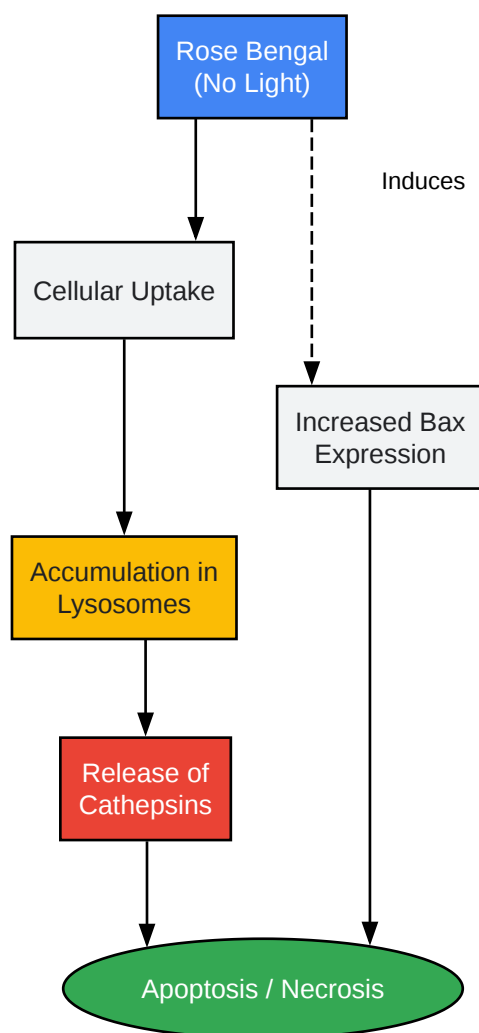 Rose Bengal
(No Light)
Induces
Cellular Uptake
Increased Bax
Expression
Accumulation in
Lysosomes
Release of
Cathepsins
Apoptosis / Necrosis